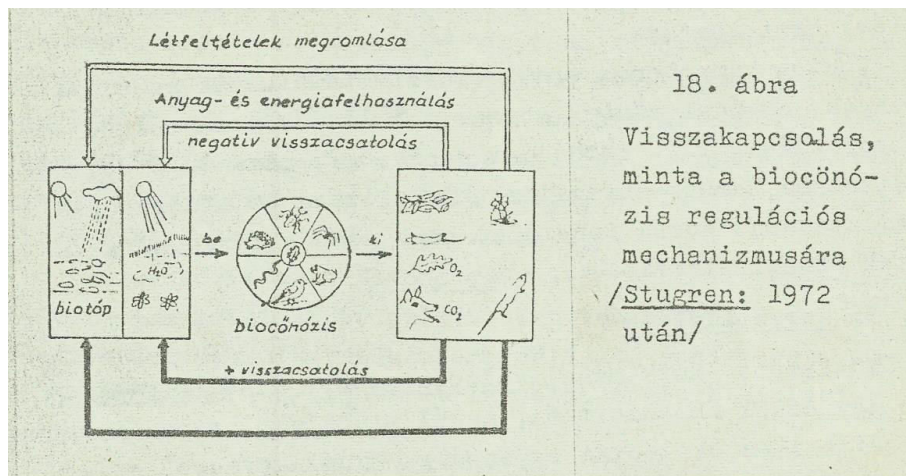 Létfeltételek megromlása
Anyag- és energiafelhasználás
negativ visszacsatolás
be
ki
H₂O
O₂
CO₂
biotóp
biocőnózis
+ visszacsatolás
18. ábra
Visszakapcsolás,
minta a biocönó-
zis regulációs
mechanizmusára
/Stugren: 1972
után/